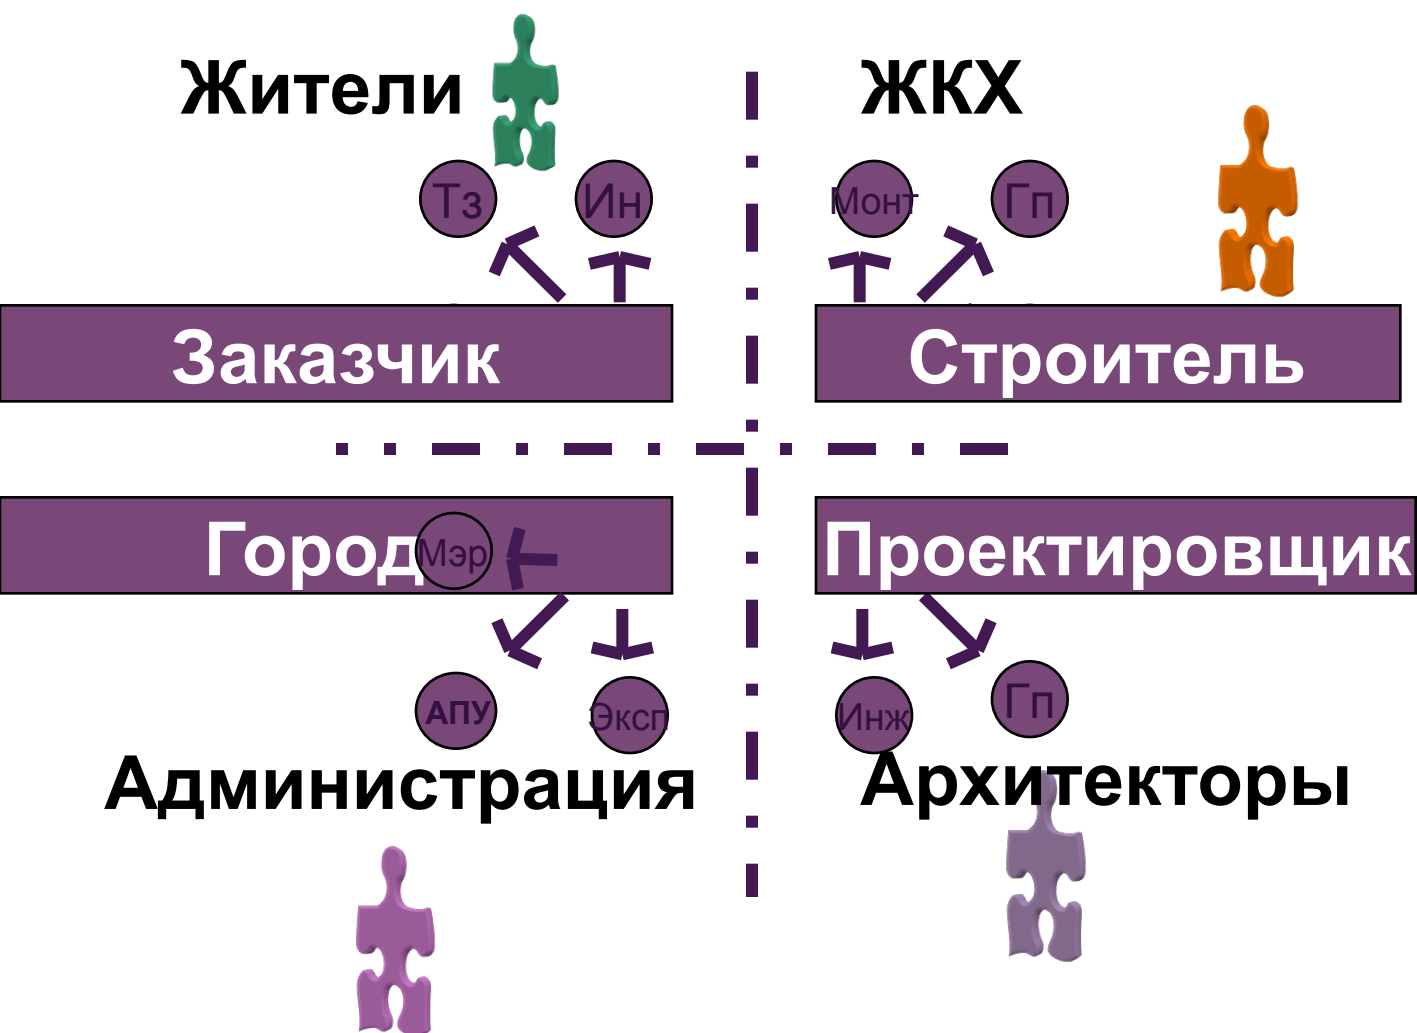 Жители
ЖКХ
Тз
Ин
Монт
Гп
Заказчик
Строитель
Город
Мэр
Проектировщик
АПУ
Эксп
Инж
Гп
Администрация
Архитекторы